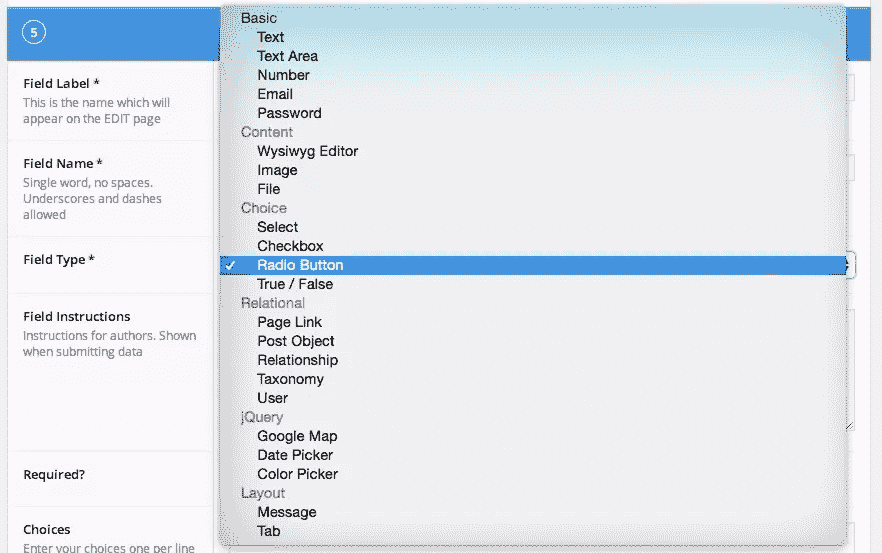 5
Field Label *
This is the name which will
appear on the EDIT page
Field Name *
Single word, no spaces.
Underscores and dashes
allowed
Field Type *
Field Instructions
Instructions for authors. Shown
when submitting data
Required?
Choices
Enter your choices one per line
Basic
Text
Text Area
Number
Email
Password
Content
Wysiwyg Editor
Image
File
Choice
Select
Checkbox
✓ Radio Button
True / False
Relational
Page Link
Post Object
Relationship
Taxonomy
User
jQuery
Google Map
Date Picker
Color Picker
Layout
Message
Tab